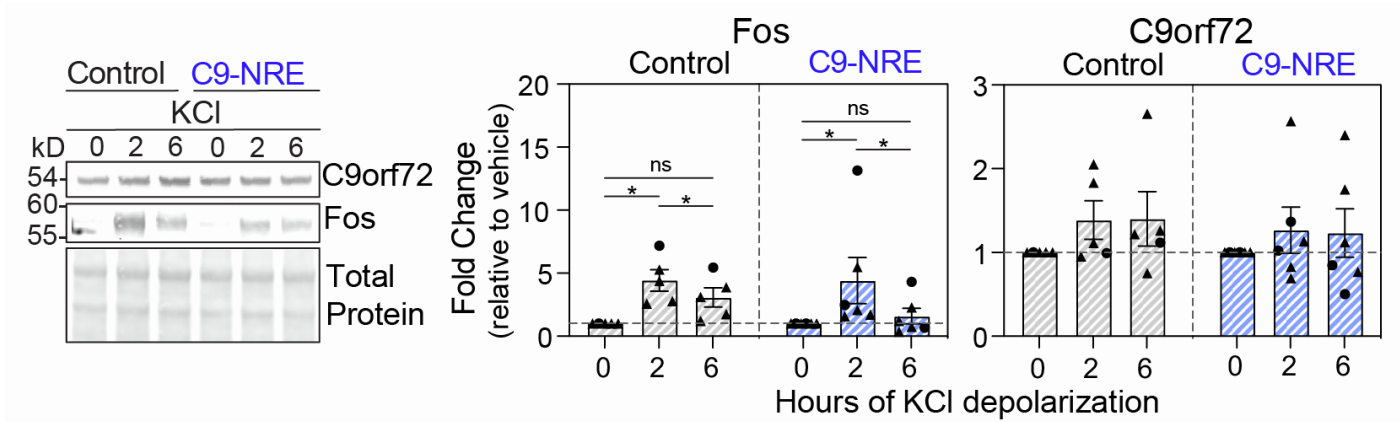 Control C9-NRE
KCl
kD 0 2 6 0 2 6
54 C9orf72
60
Fos
55
Total
Protein
Fos
Control C9-NRE
Fold Change
(relative to vehicle)
20
15
10
5
0
ns
*
*
ns
*
*
0 2 6 0 2 6
C9orf72
Control C9-NRE
3
2
1
0
0 2 6 0 2 6
Hours of KCl depolarization